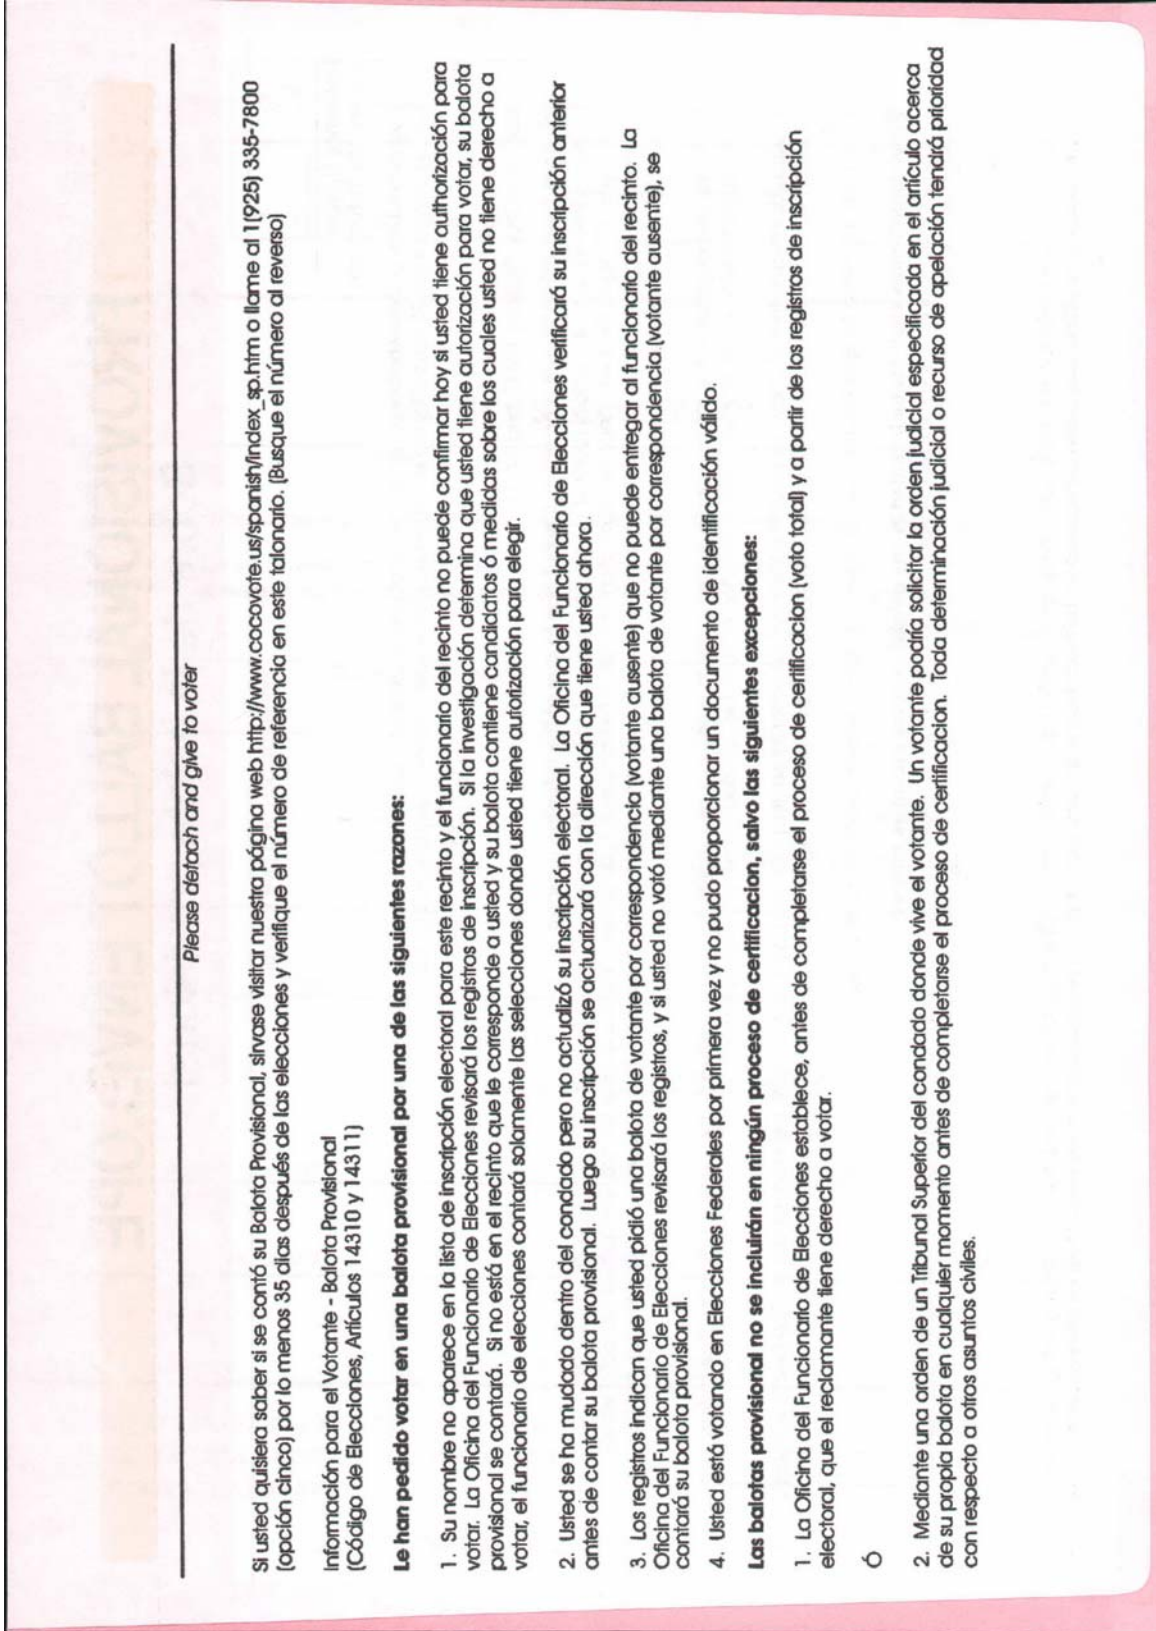 Please detach and give to voter
Si usted quisiera saber si se contó su Balota Provisional, sírvase visitar nuestra página web http://www.cocovote.us/spanish/index_sp.htm o llame al 1(925) 335-7800
(opción cinco) por lo menos 35 días después de las elecciones y verifique el número de referencia en este talonario. (Busque el número al reverso)
Información para el Votante - Balota Provisional
(Código de Elecciones, Artículos 14310 y 14311)
Le han pedido votar en una balota provisional por una de las siguientes razones:
1. Su nombre no aparece en la lista de inscripción electoral para este recinto y el funcionario del recinto no puede confirmar hoy si usted tiene authorización para
votar. La Oficina del Funcionario de Elecciones revisará los registros de inscripción. Si la investigación determina que usted tiene autorización para votar, su balota
provisional se contará. Si no está en el recinto que le corresponde a usted y su balota contiene candidatos ó medidas sobre los cuales usted no tiene derecho a
votar, el funcionario de elecciones contará solamente las selecciones donde usted tiene autorización para elegir.
2. Usted se ha mudado dentro del condado pero no actualizó su inscripción electoral. La Oficina del Funcionario de Elecciones verificará su inscripción anterior
antes de contar su balota provisional. Luego su inscripción se actuarizará con la dirección que tiene usted ahora.
3. Los registros indican que usted pidió una balota de votante por correspondencia (votante ausente) que no puede entregar al funcionario del recinto. La
Oficina del Funcionario de Elecciones revisará los registros, y si usted no votó mediante una balota de votante por correspondencia (votante ausente), se
contará su balota provisional.
4. Usted está votando en Elecciones Federales por primera vez y no pudo proporcionar un documento de identificación válido.
Las balotas provisional no se incluirán en ningún proceso de certificacion, salvo las siguientes excepciones:
1. La Oficina del Funcionario de Elecciones establece, antes de completarse el proceso de certificacion (voto total) y a partir de los registros de inscripción
electoral, que el reclamante tiene derecho a votar.
Ó
2. Mediante una orden de un Tribunal Superior del condado donde vive el votante. Un votante podría solicitor la orden judicial especificada en el artículo acerca
de su propia balota en cualquier momento antes de completarse el proceso de certificacion. Toda determinación judicial o recurso de apelación tendrá prioridad
con respecto a otros asuntos civiles.